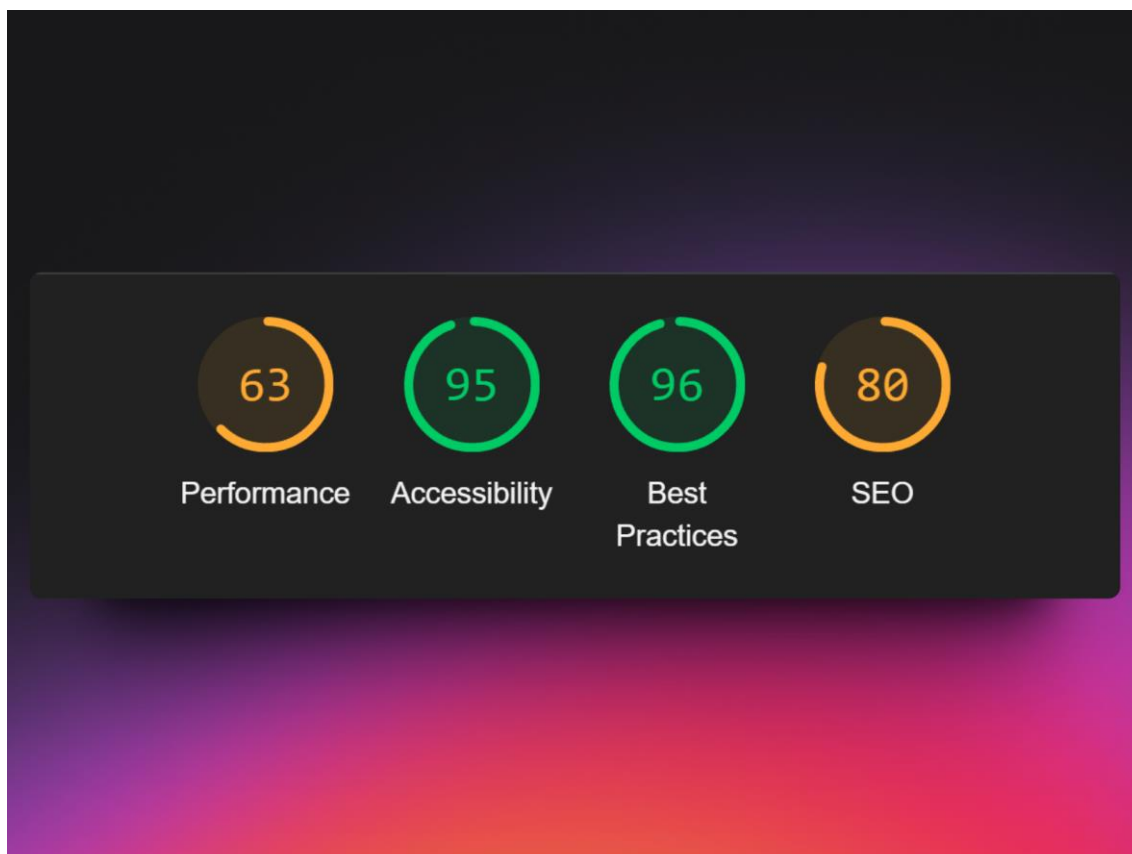 63
95
96
80
Performance
Accessibility
Best
Practices
SEO